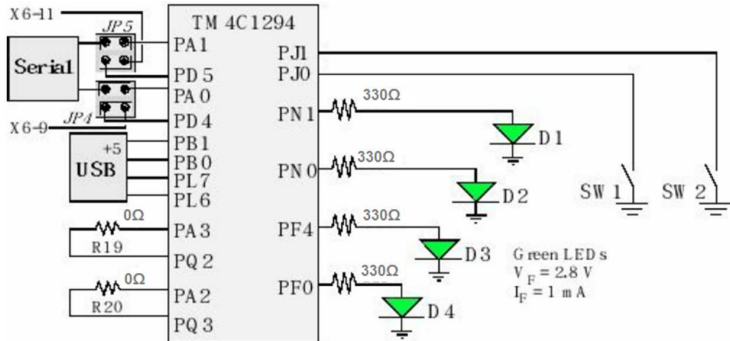 X6-11
JP5
TM4C1294
Serial
PA1
PD5
PA0
PD4
JP4
X6-9
+5
USB
PB1
PB0
PL7
PL6
0Ω
R19
PA3
PQ2
0Ω
R20
PA2
PQ3
PJ1
PJ0
PN1
330Ω
D1
PN0
330Ω
D2
PF4
330Ω
D3
PF0
330Ω
D4
SW1
SW2
Green LEDs
VF = 2.8 V
IF = 1 mA